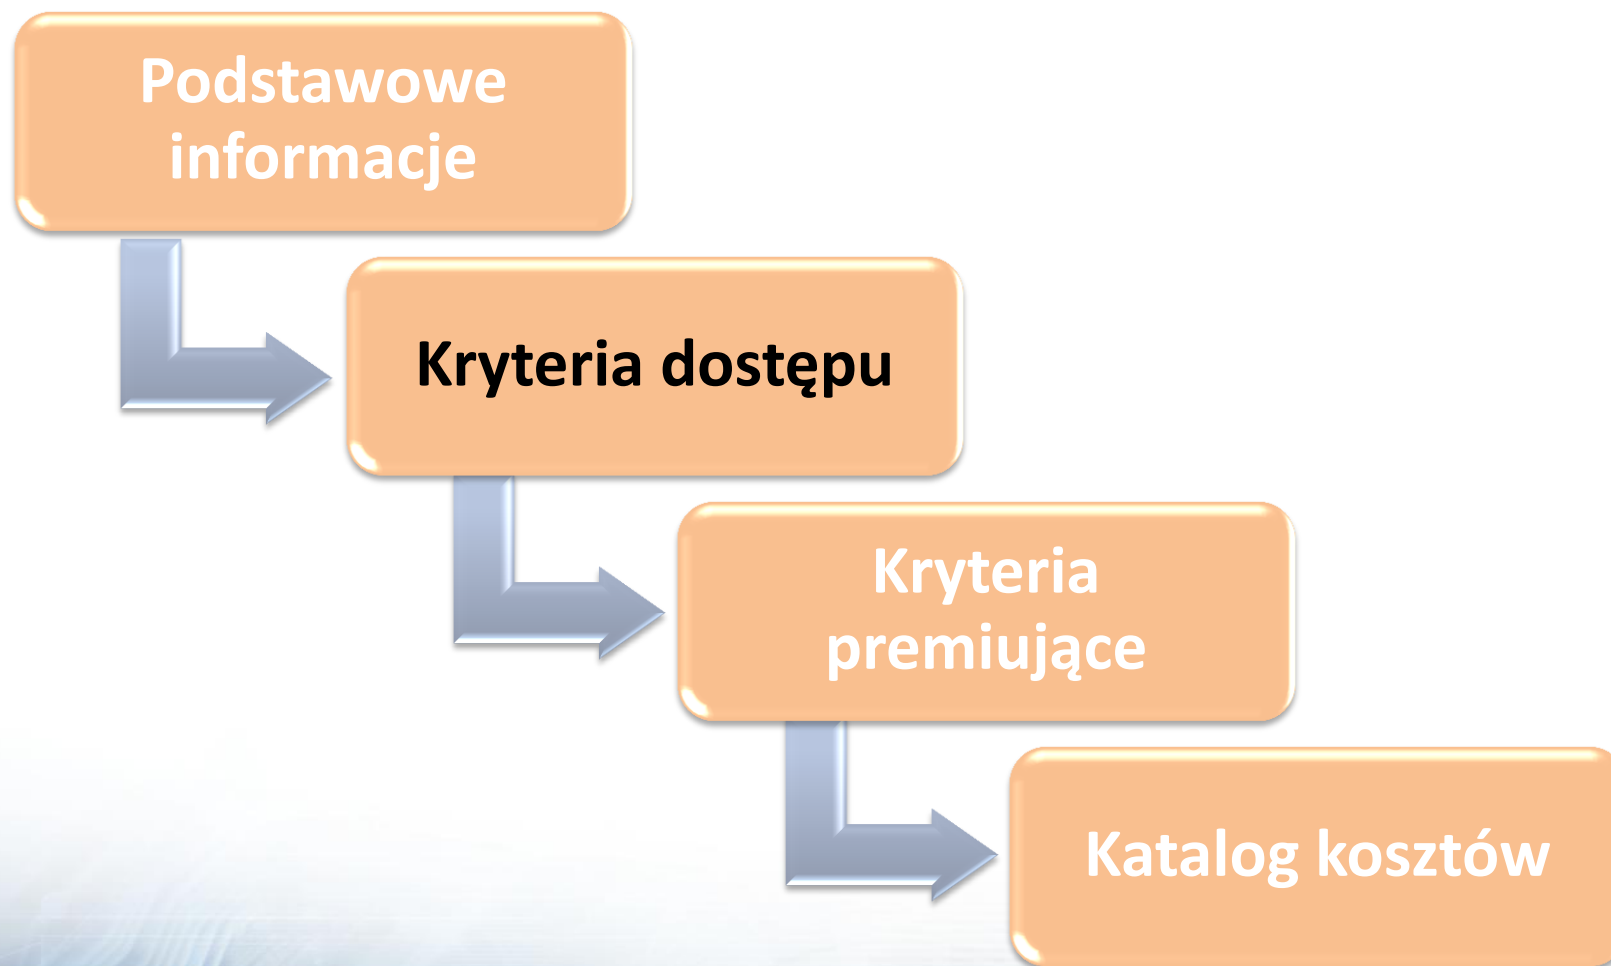 Podstawowe
informacje
Kryteria dostępu
Kryteria
premiujące
Katalog kosztów